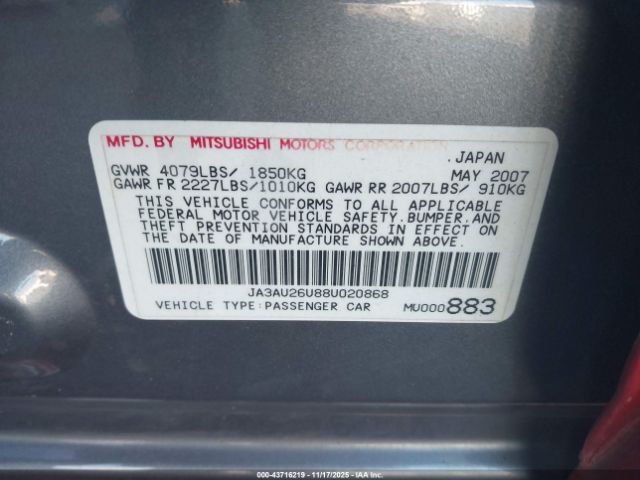 MFD. BY MITSUBISHI MOTORS CORPORATION
.JAPAN
GVWR 4079LBS/ 1850KG MAY 2007
GAWR FR 2227LBS/1010KG GAWR RR 2007LBS/ 910KG
THIS VEHICLE CONFORMS TO ALL APPLICABLE
FEDERAL MOTOR VEHICLE SAFETY.BUMPER.AND
THEFT PREVENTION STANDARDS IN EFFECT ON
THE DATE OF MANUFACTURE SHOWN ABOVE.
JA3AU26U88U020868
VEHICLE TYPE:PASSENGER CAR MU000883
000-43716219 - 11/17/2025 - IAA Inc.